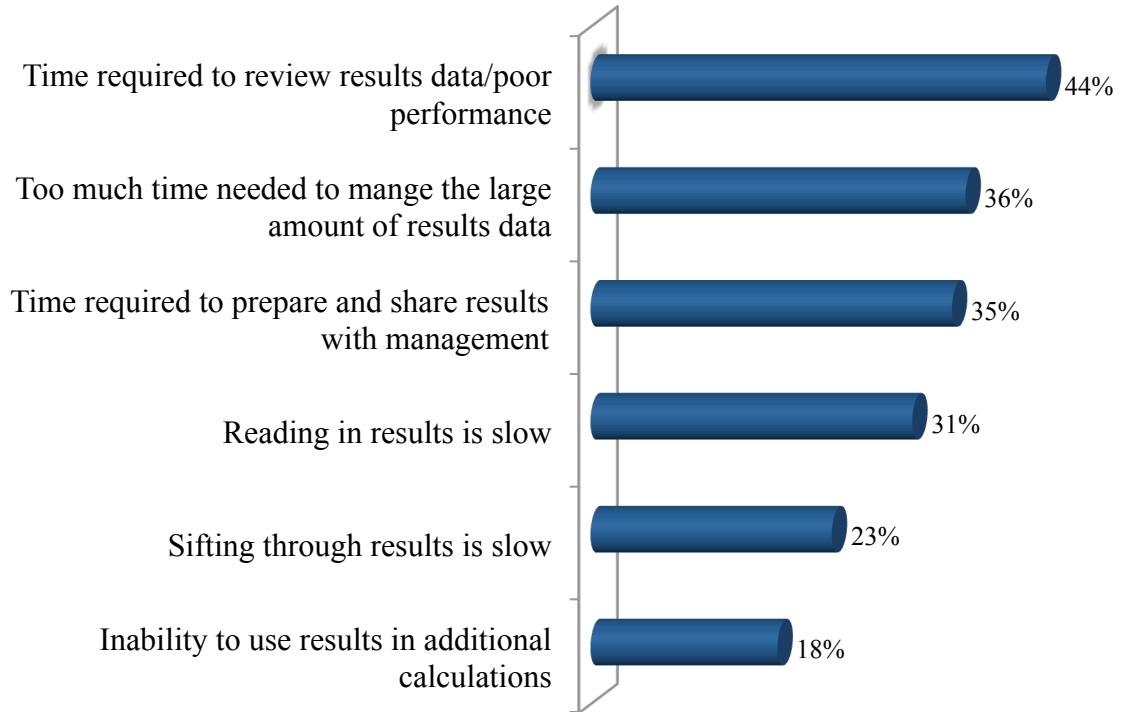 Time required to review results data/poor
performance
44%
Too much time needed to mange the large
amount of results data
36%
Time required to prepare and share results
with management
35%
Reading in results is slow
31%
Sifting through results is slow
23%
Inability to use results in additional
calculations
18%